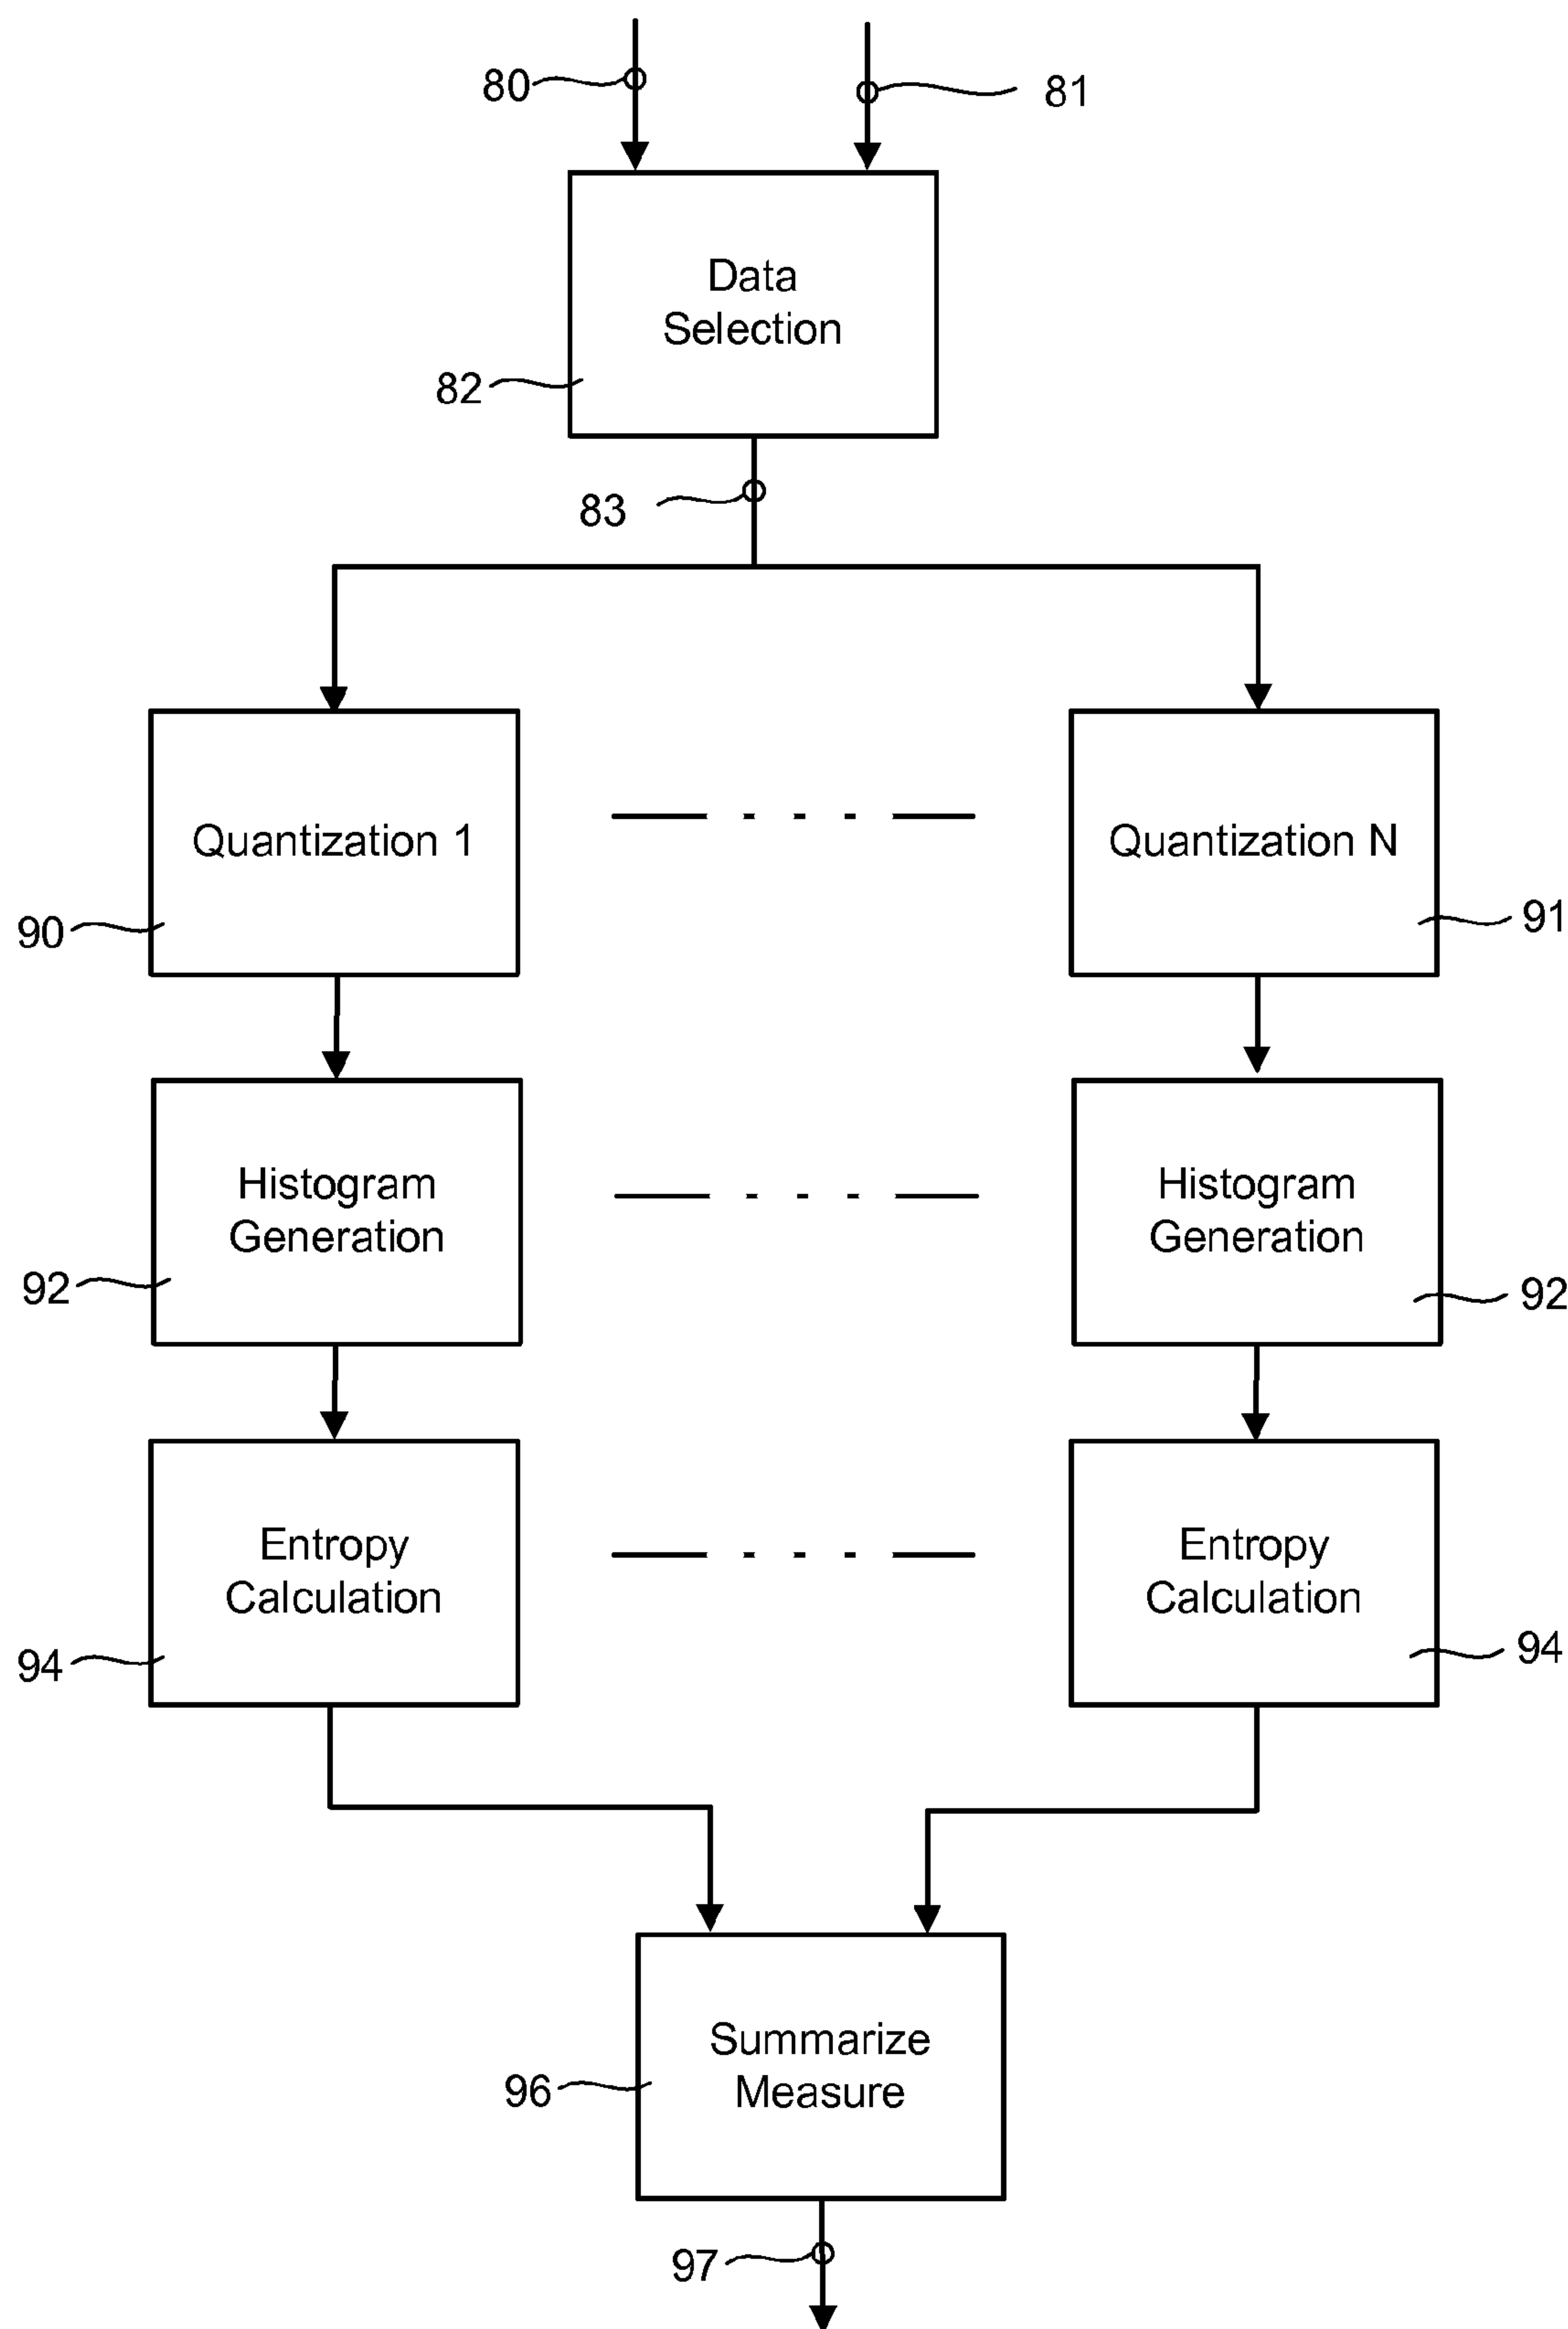 80
81
Data
Selection
82
83
Quantization 1
Quantization N
90
91
Histogram
Generation
Histogram
Generation
92
92
Entropy
Calculation
Entropy
Calculation
94
94
Summarize
Measure
96
97